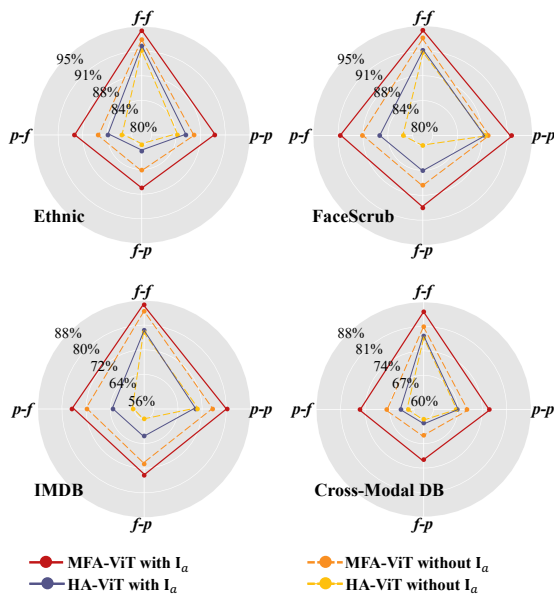 f-f
95%
91%
88%
84%
80%
p-f
p-p
Ethnic
f-p
f-f
95%
91%
88%
84%
80%
p-f
p-p
FaceScrub
f-p
f-f
88%
80%
72%
64%
56%
p-f
p-p
IMDB
f-p
f-f
88%
81%
74%
67%
60%
p-f
p-p
Cross-Modal DB
f-p
MFA-ViT with Iₐ
MFA-ViT without Iₐ
HA-ViT with Iₐ
HA-ViT without Iₐ